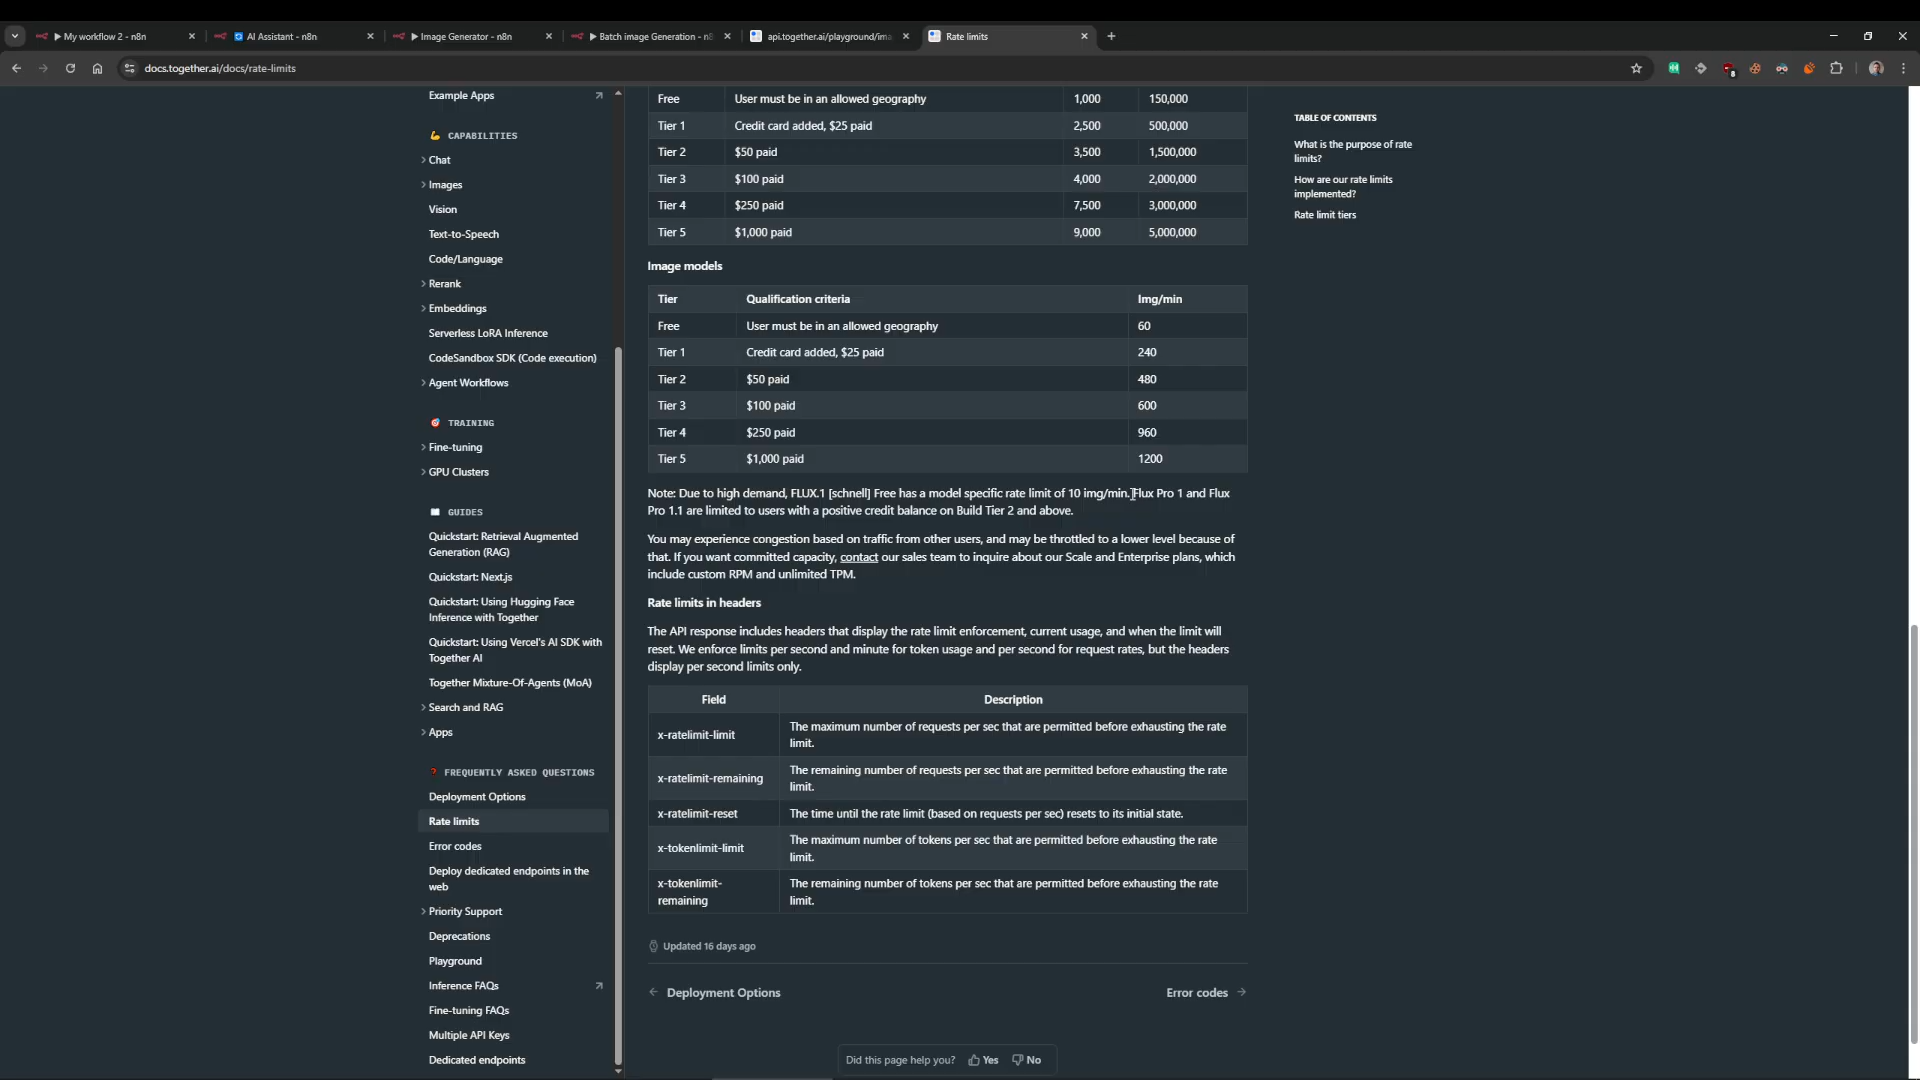 My workflow 2 - n8n
AI Assistant - n8n
Image Generator - n8n
Batch image Generation - n8
api.together.ai/playground/ima
Rate limits
docs.together.ai/docs/rate-limits
8
Example Apps
CAPABILITIES
Chat
Images
Vision
Text-to-Speech
Code/Language
Rerank
Embeddings
Serverless LoRA Inference
CodeSandbox SDK (Code execution)
Agent Workflows
TRAINING
Fine-tuning
GPU Clusters
GUIDES
Quickstart: Retrieval Augmented
Generation (RAG)
Quickstart: Next.js
Quickstart: Using Hugging Face
Inference with Together
Quickstart: Using Vercel's AI SDK with
Together AI
Together Mixture-Of-Agents (MoA)
Search and RAG
Apps
FREQUENTLY ASKED QUESTIONS
Deployment Options
Rate limits
Error codes
Deploy dedicated endpoints in the
web
Priority Support
Deprecations
Playground
Inference FAQs
Fine-tuning FAQs
Multiple API Keys
Dedicated endpoints
Free User must be in an allowed geography 1,000 150,000
Tier 1 Credit card added, $25 paid 2,500 500,000
Tier 2 $50 paid 3,500 1,500,000
Tier 3 $100 paid 4,000 2,000,000
Tier 4 $250 paid 7,500 3,000,000
Tier 5 $1,000 paid 9,000 5,000,000
Image models
Tier Qualification criteria Img/min
Free User must be in an allowed geography 60
Tier 1 Credit card added, $25 paid 240
Tier 2 $50 paid 480
Tier 3 $100 paid 600
Tier 4 $250 paid 960
Tier 5 $1,000 paid 1200
Note: Due to high demand, FLUX.1 [schnell] Free has a model specific rate limit of 10 img/min. Flux Pro 1 and Flux
Pro 1.1 are limited to users with a positive credit balance on Build Tier 2 and above.
You may experience congestion based on traffic from other users, and may be throttled to a lower level because of
that. If you want committed capacity, contact our sales team to inquire about our Scale and Enterprise plans, which
include custom RPM and unlimited TPM.
Rate limits in headers
The API response includes headers that display the rate limit enforcement, current usage, and when the limit will
reset. We enforce limits per second and minute for token usage and per second for request rates, but the headers
display per second limits only.
Field Description
x-ratelimit-limit The maximum number of requests per sec that are permitted before exhausting the rate
limit.
x-ratelimit-remaining The remaining number of requests per sec that are permitted before exhausting the rate
limit.
x-ratelimit-reset The time until the rate limit (based on requests per sec) resets to its initial state.
x-tokenlimit-limit The maximum number of tokens per sec that are permitted before exhausting the rate
limit.
x-tokenlimit-
remaining The remaining number of tokens per sec that are permitted before exhausting the rate
limit.
Updated 16 days ago
Deployment Options
Error codes
Did this page help you? Yes No
TABLE OF CONTENTS
What is the purpose of rate
limits?
How are our rate limits
implemented?
Rate limit tiers